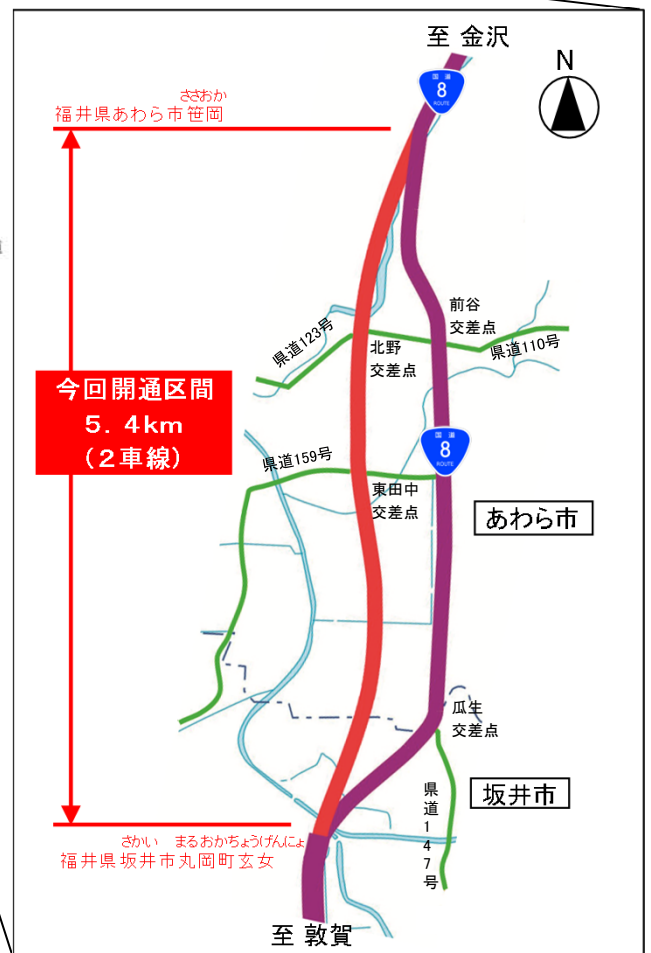 至 金沢
N
国道
8
ROUTE
ささおか
福井県あわら市笹岡
前谷
交差点
県道123号
北野
交差点
県道110号
今回開通区間
5.4km
(2車線)
国道
8
ROUTE
県道159号
東田中
交差点
あわら市
瓜生
交差点
坂井市
県道147号
さかい まるおかちょうげんにょ
福井県坂井市丸岡町玄女
至 敦賀